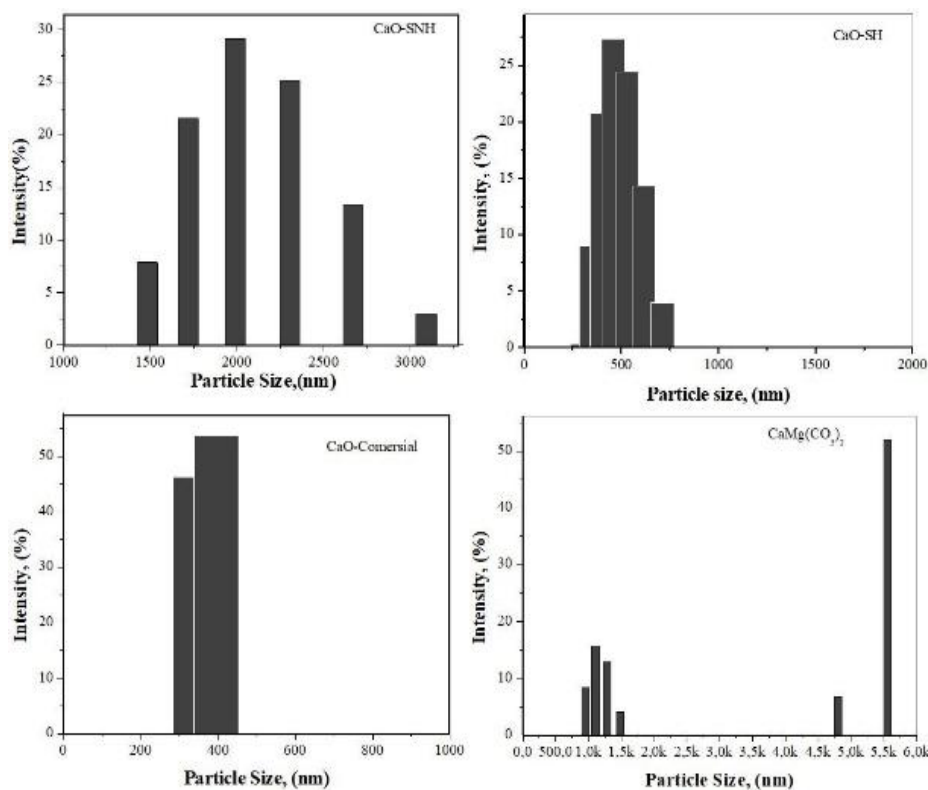 CaO-SNH
Intensity(%)
30
25
20
15
10
5
0
1000 1500 2000 2500 3000
Particle Size,(nm)
CaO-SH
Intensity, (%)
25
20
15
10
5
0
0 500 1000 1500 2000
Particle size, (nm)
CaO-Comersial
Intensity, (%)
50
40
30
20
10
0
0 200 400 600 800 1000
Particle Size, (nm)
CaMg(CO3)2
Intensity, (%)
50
40
30
20
10
0
0,0 500,0 1,0k 1,5k 2,0k 2,5k 3,0k 3,5k 4,0k 4,5k 5,0k 5,5k 6,0k
Particle Size, (nm)